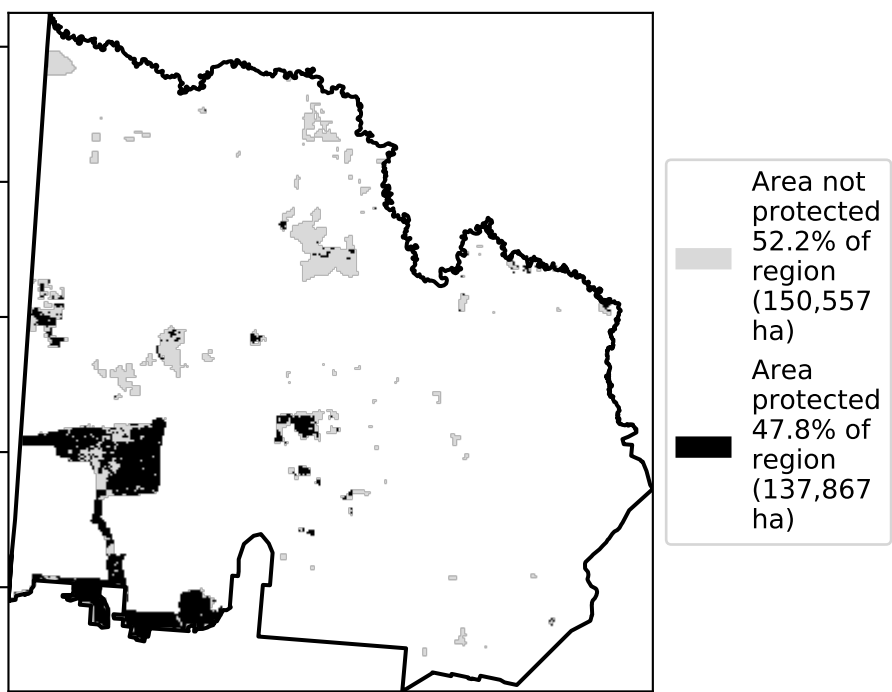 Area not
protected
52.2% of
region
(150,557
ha)
Area
protected
47.8% of
region
(137,867
ha)